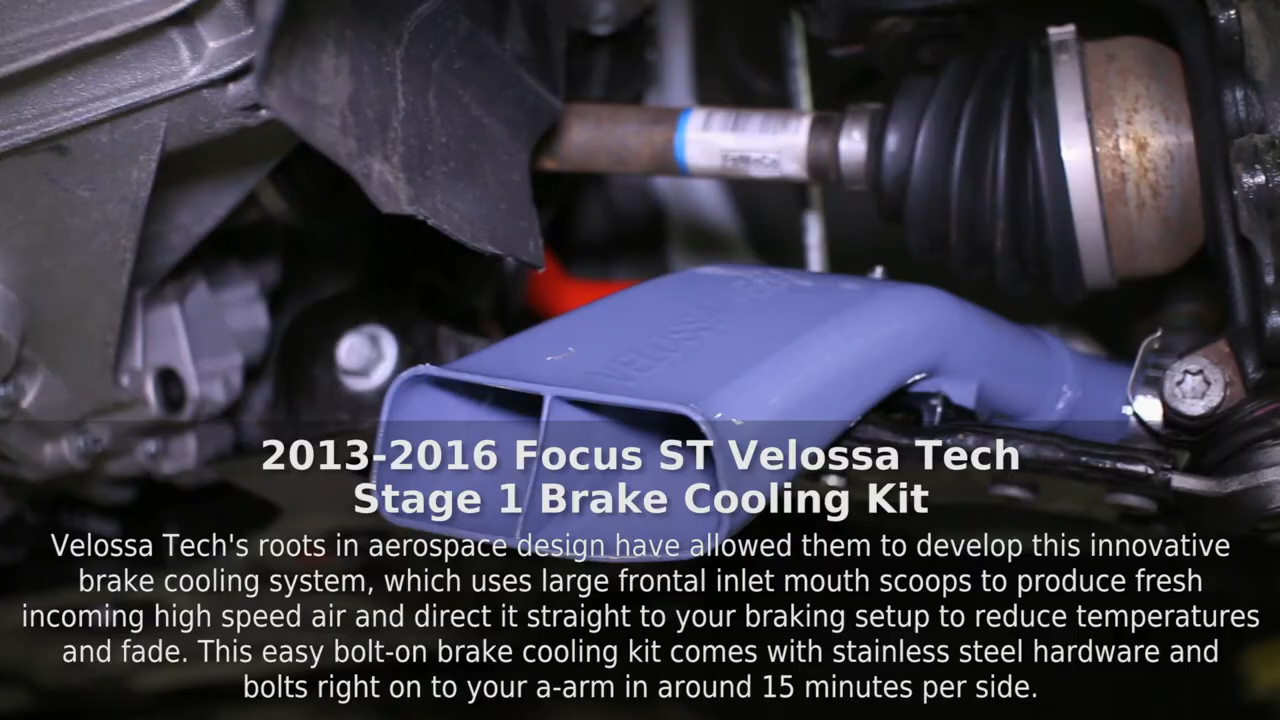 VELOSSA
2013-2016 Focus ST Velossa Tech
Stage 1 Brake Cooling Kit
Velossa Tech's roots in aerospace design have allowed them to develop this innovative
brake cooling system, which uses large frontal inlet mouth scoops to produce fresh
incoming high speed air and direct it straight to your braking setup to reduce temperatures
and fade. This easy bolt-on brake cooling kit comes with stainless steel hardware and
bolts right on to your a-arm in around 15 minutes per side.